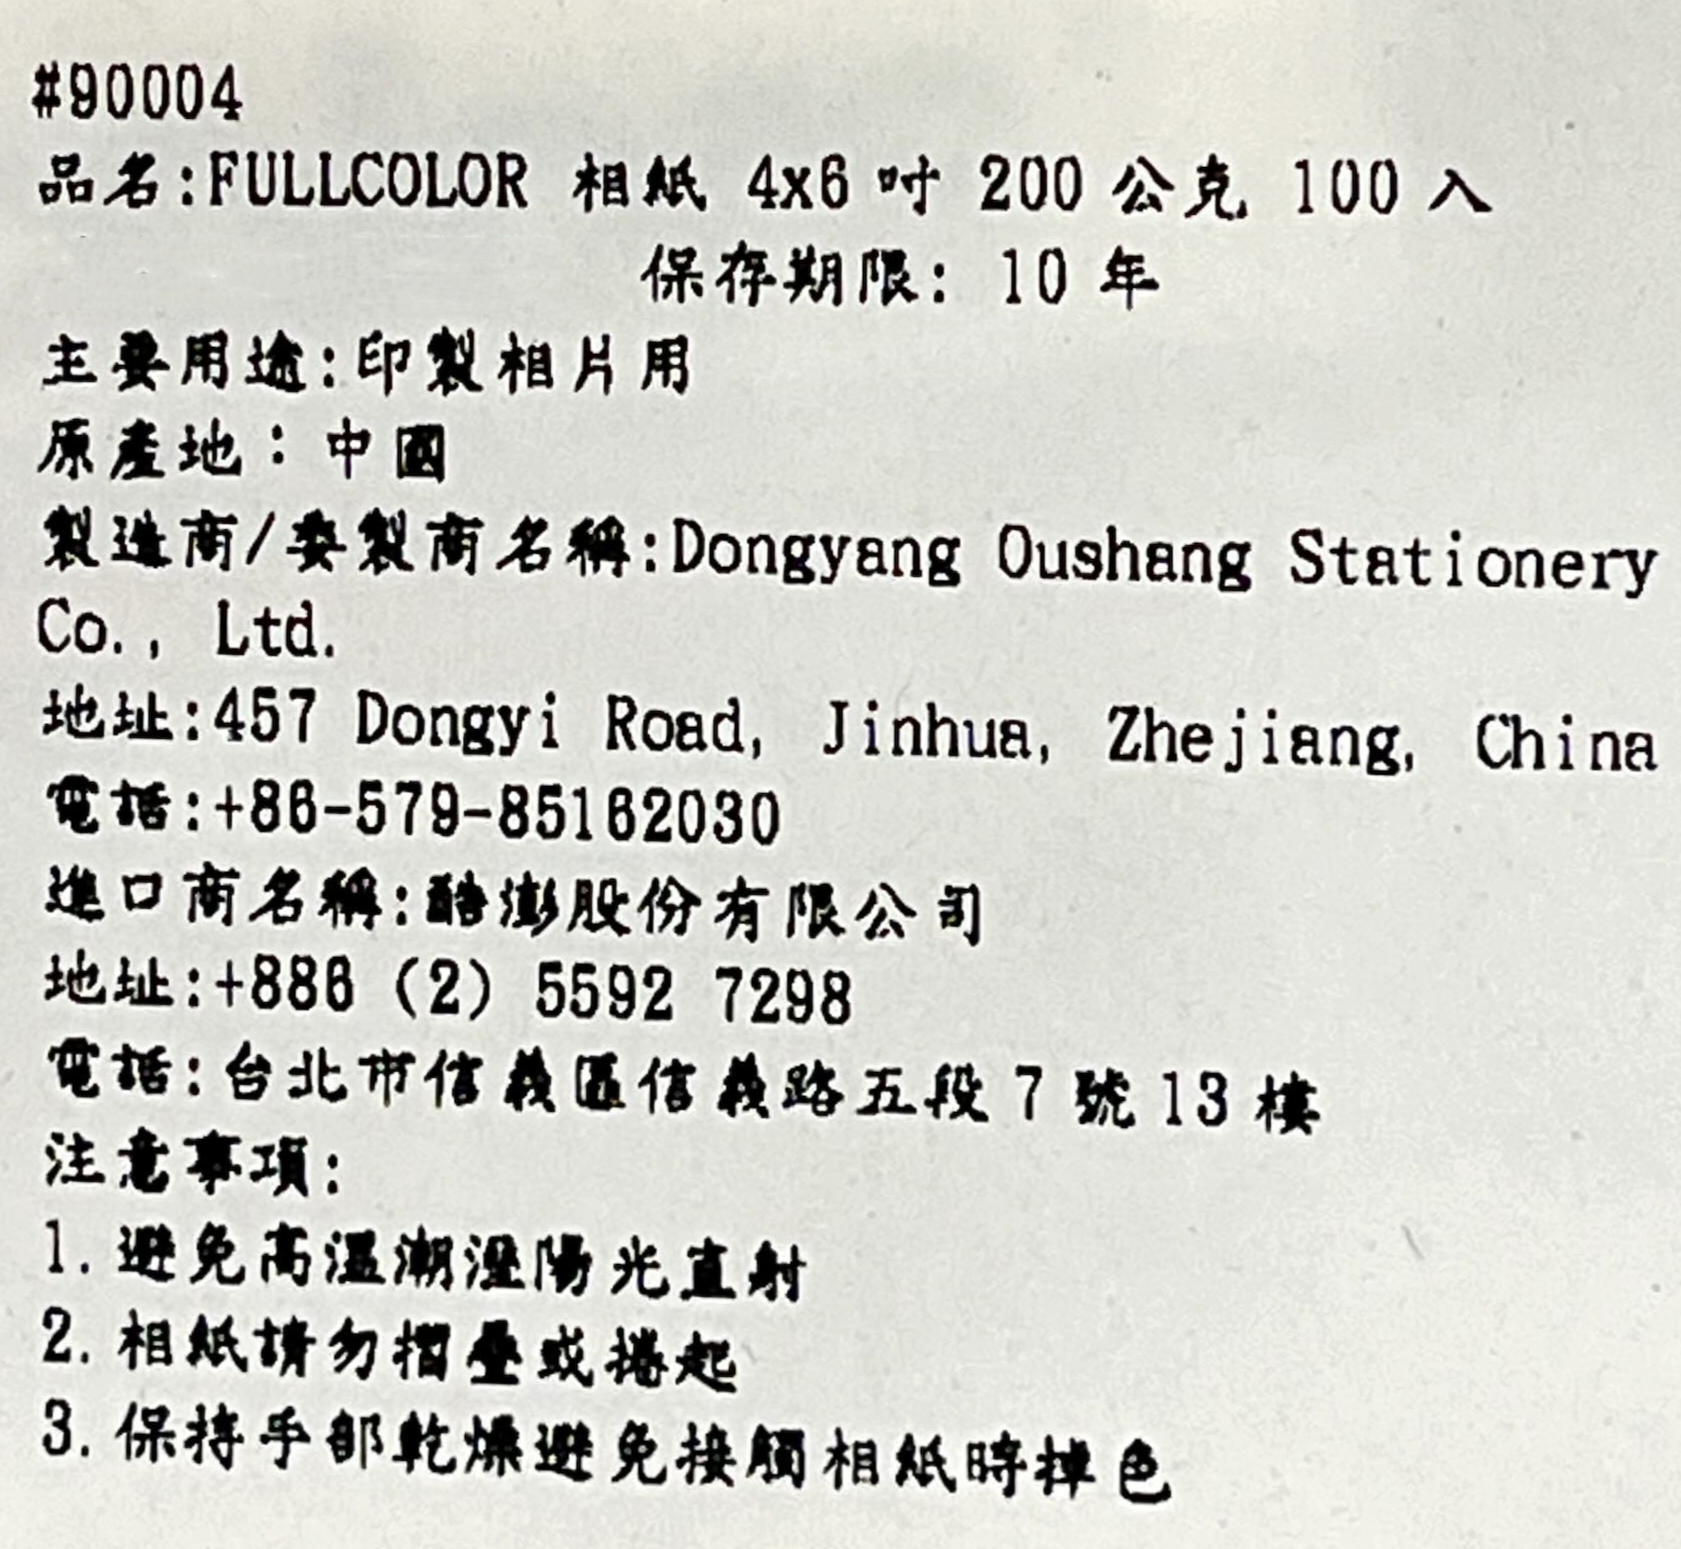 #90004
品名:FULLCOLOR 相紙 4x6 吋 200 公克 100 入
保存期限: 10 年
主要用途:印製相片用
原產地：中國
製造商/委製商名稱:Dongyang Oushang Stationery
Co., Ltd.
地址:457 Dongyi Road, Jinhua, Zhejiang, China
電話:+86-579-85162030
進口商名稱:酷澎股份有限公司
地址:+886 (2) 5592 7298
電話:台北市信義區信義路五段 7 號 13 樓
注意事項:
1. 避免高溫潮溼陽光直射
2. 相紙請勿摺疊或捲起
3. 保持手部乾燥避免接觸相紙時掉色